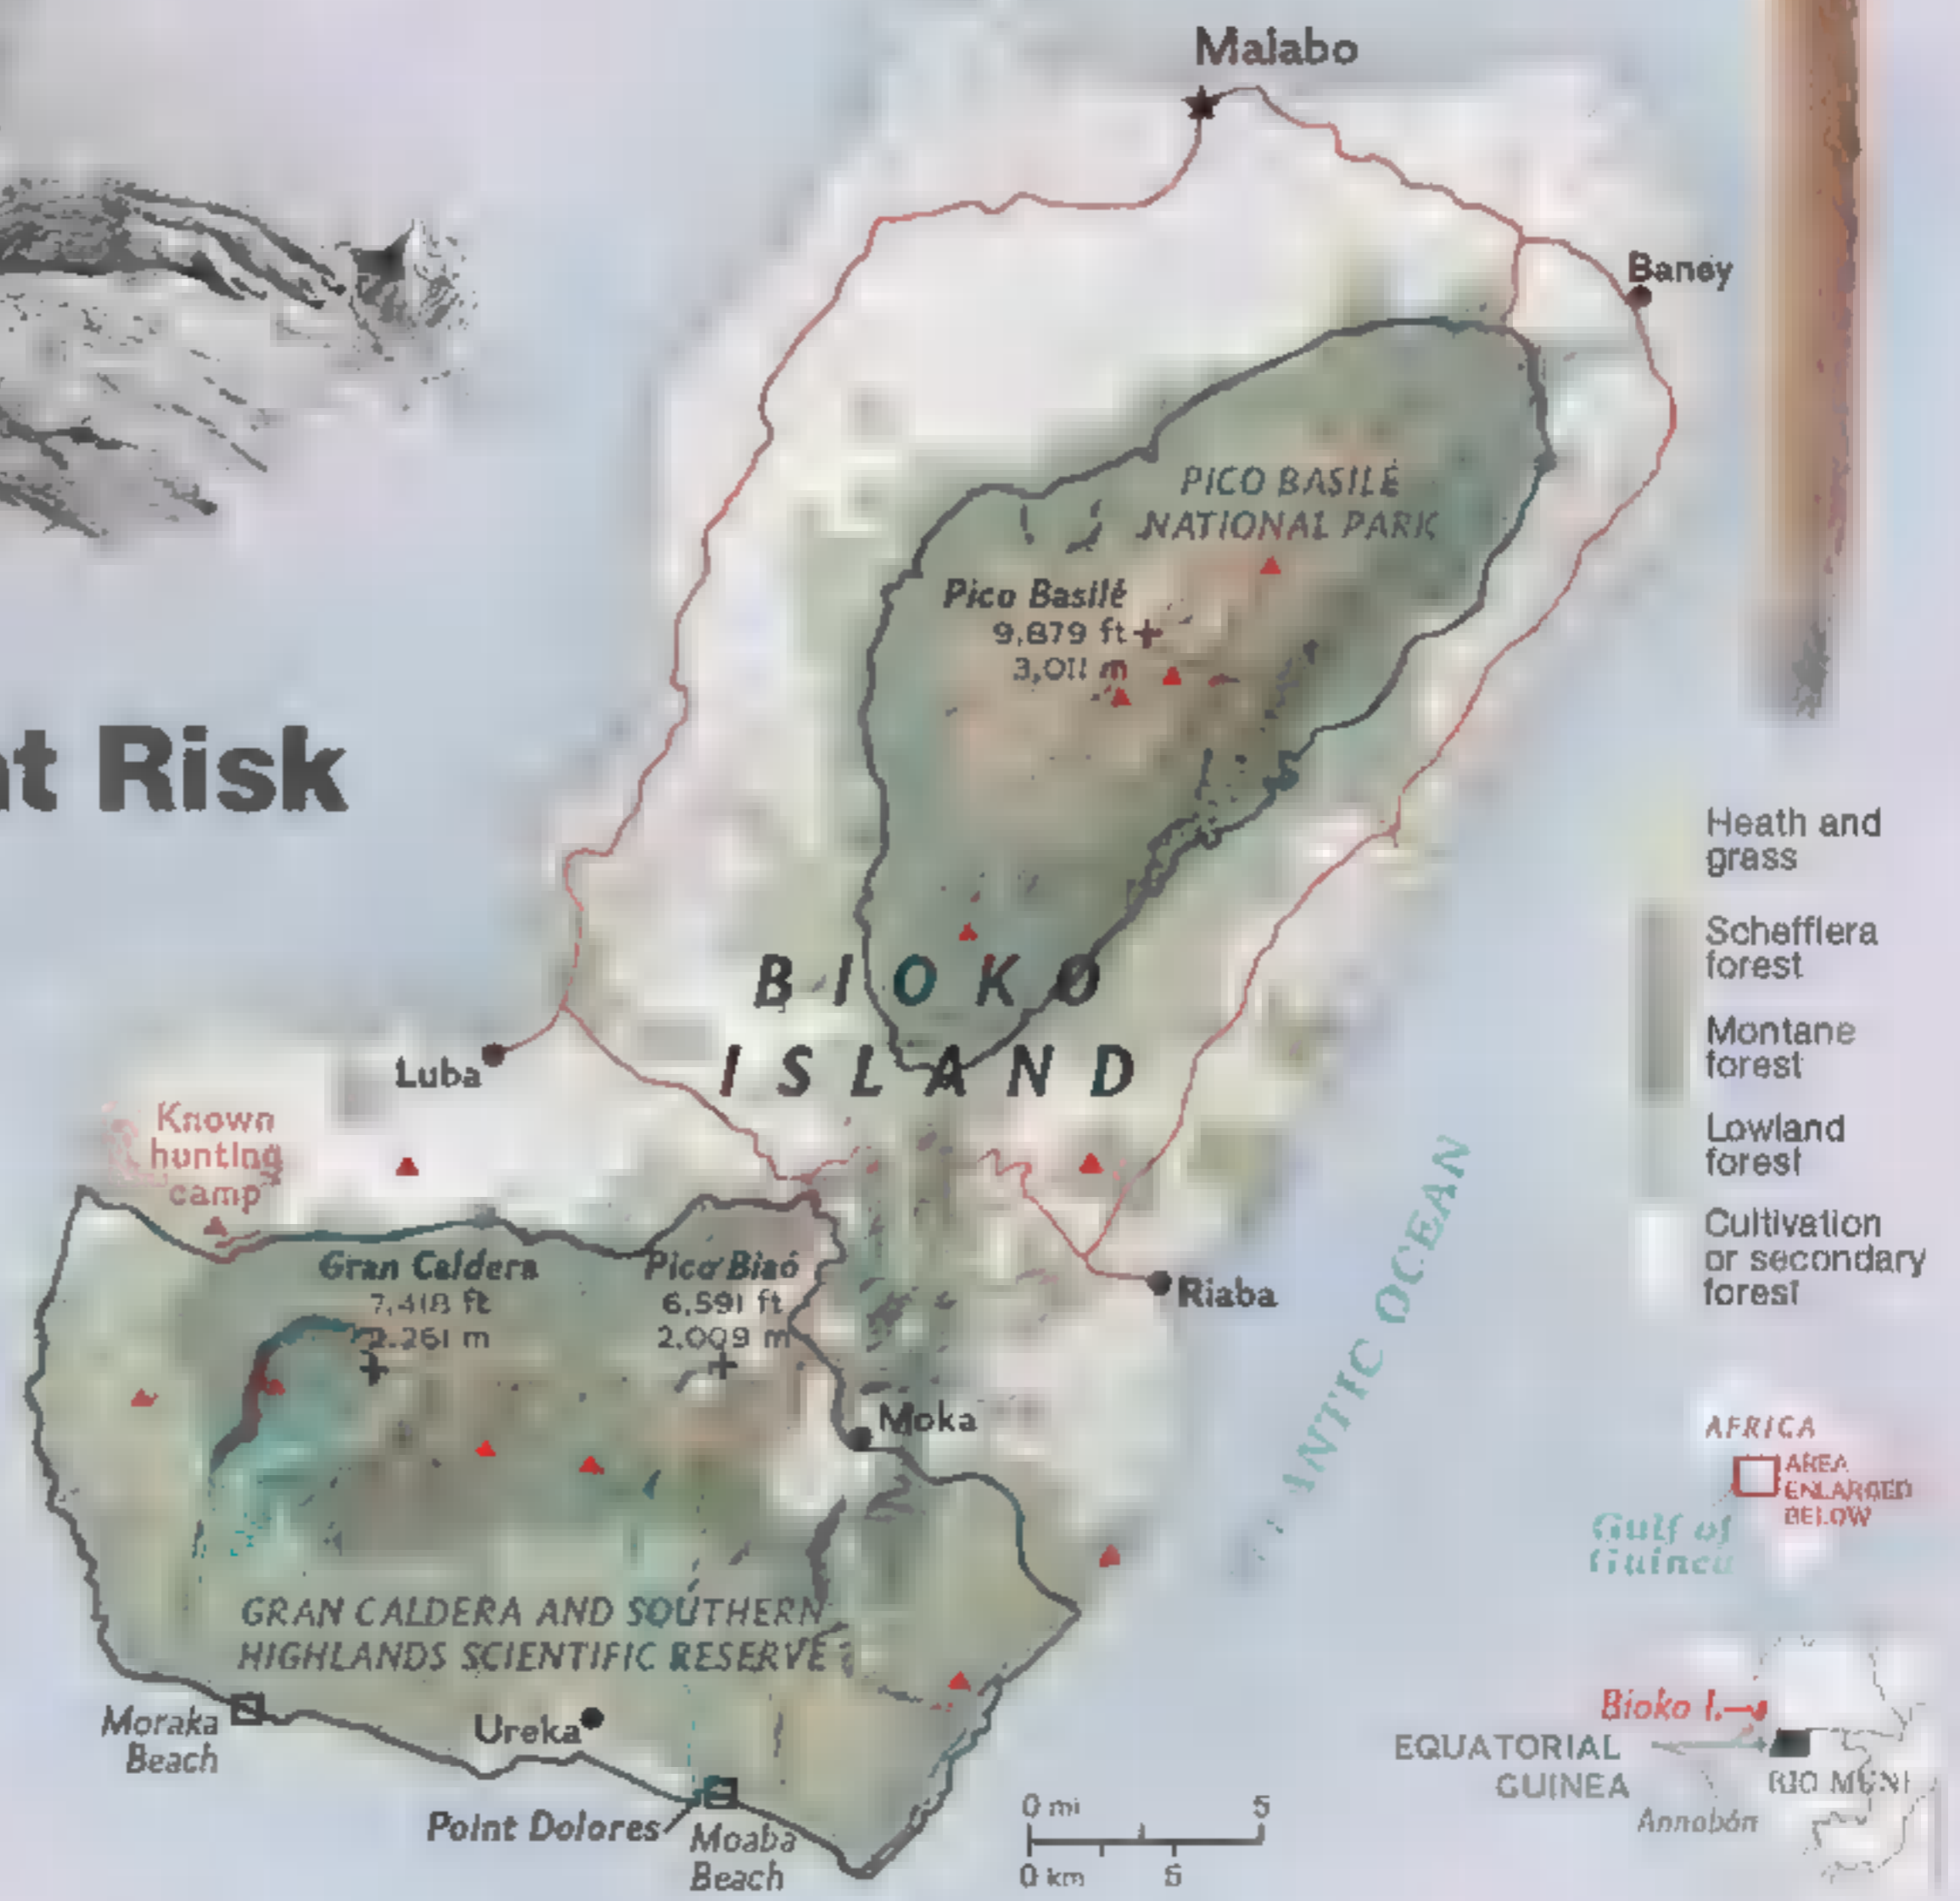 Malabo
Baney
PICO BASILÉ
NATIONAL PARK
Pico Basilé
9,879 ft
3,011 m
at Risk
Heath and
grass
Schefflera
forest
Montane
forest
Lowland
forest
Cultivation
or secondary
forest
BIOKO
ISLAND
Luba
Known
hunting
camp
Gran Caldera
7,418 ft
2,261 m
Pico Biaó
6,591 ft
2,009 m
Riaba
Moka
ANTIC OCEAN
AFRICA
AREA
ENLARGED
BELOW
Gulf of
Guinea
GRAN CALDERA AND SOUTHERN
HIGHLANDS SCIENTIFIC RESERVE
Moraka
Beach
Ureka
Point Dolores
Moaba
Beach
0 mi 5
0 km 5
Bioko I.
EQUATORIAL
GUINEA
RIO MUNI
Annobón